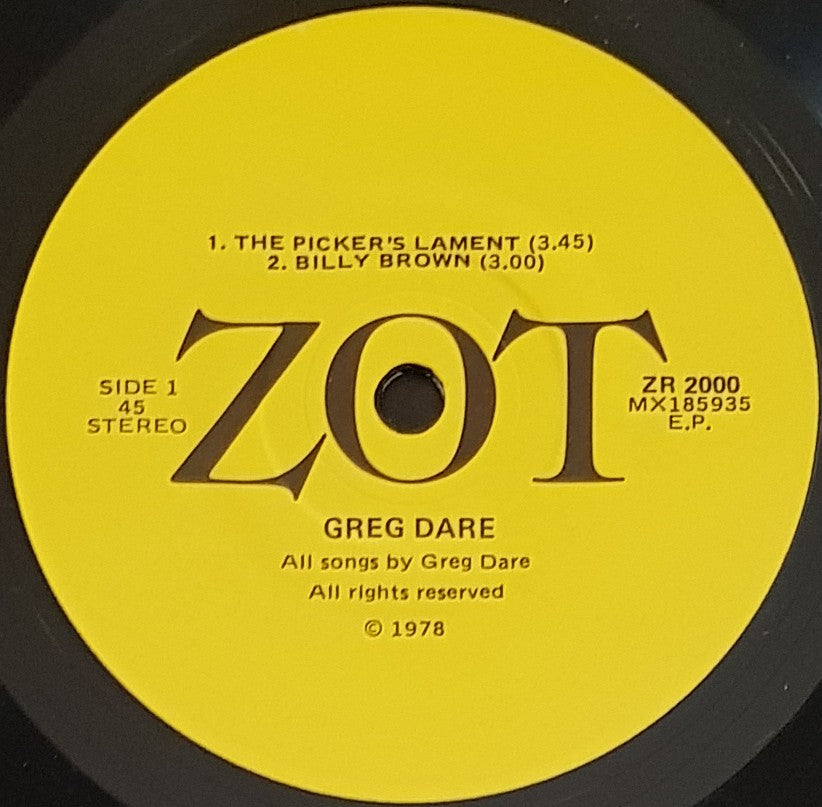 1. THE PICKER'S LAMENT (3.45)
2. BILLY BROWN (3.00)
ZOT
SIDE 1
45
STEREO
ZR 2000
MX185935
E.P.
GREG DARE
All songs by Greg Dare
All rights reserved
© 1978